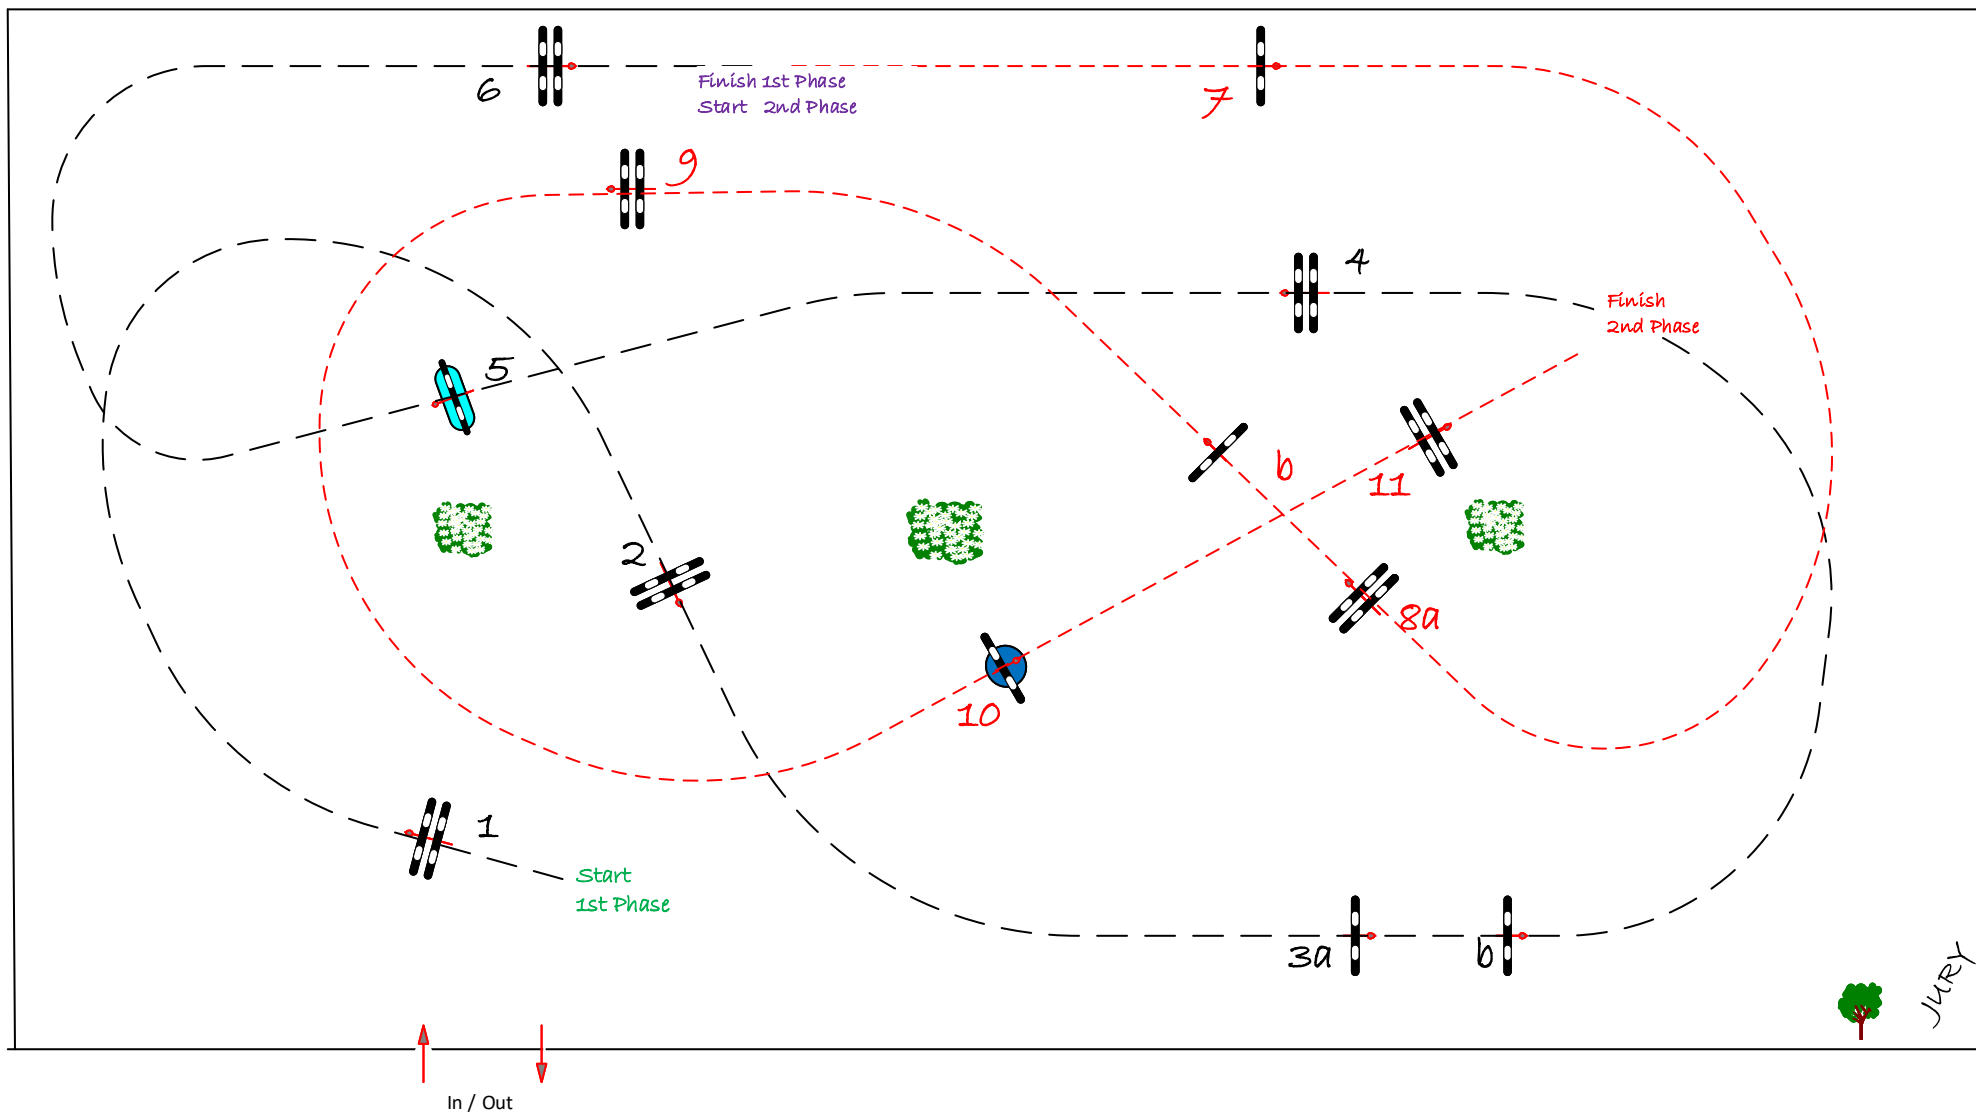 6
Finish 1st Phase
Start 2nd Phase
7
9
4
Finish
2nd Phase
5
b
11
2
8a
10
1
Start
1st Phase
3a
b
JURY
In / Out